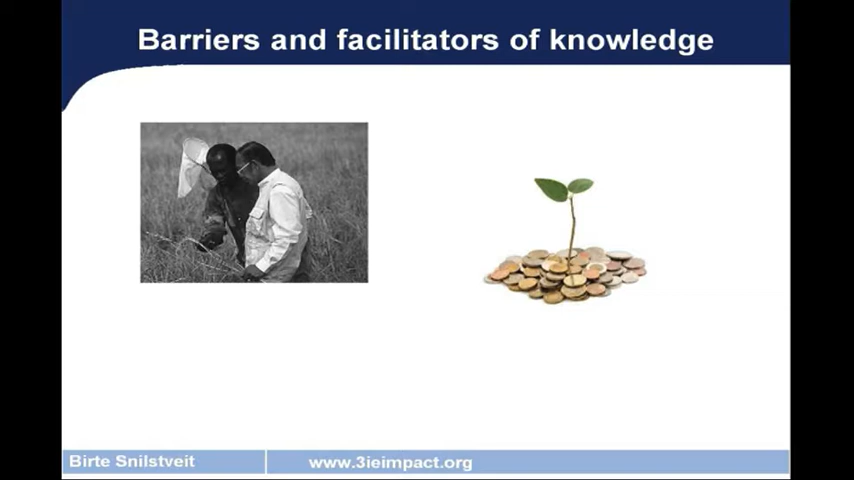 Barriers and facilitators of knowledge
Birte Snilstveit
www.3ieimpact.org